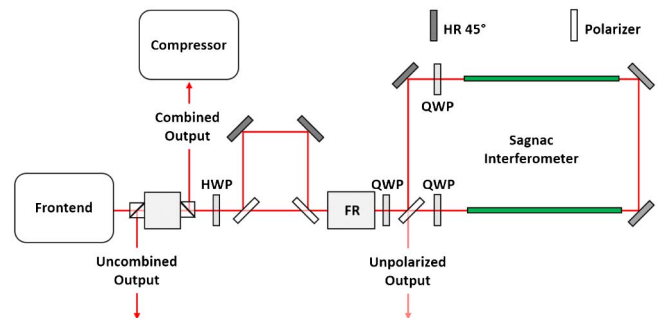 HR 45°
Polarizer
Compressor
Combined
Output
QWP
Sagnac
Interferometer
HWP
QWP
QWP
Frontend
FR
Uncombined
Output
Unpolarized
Output